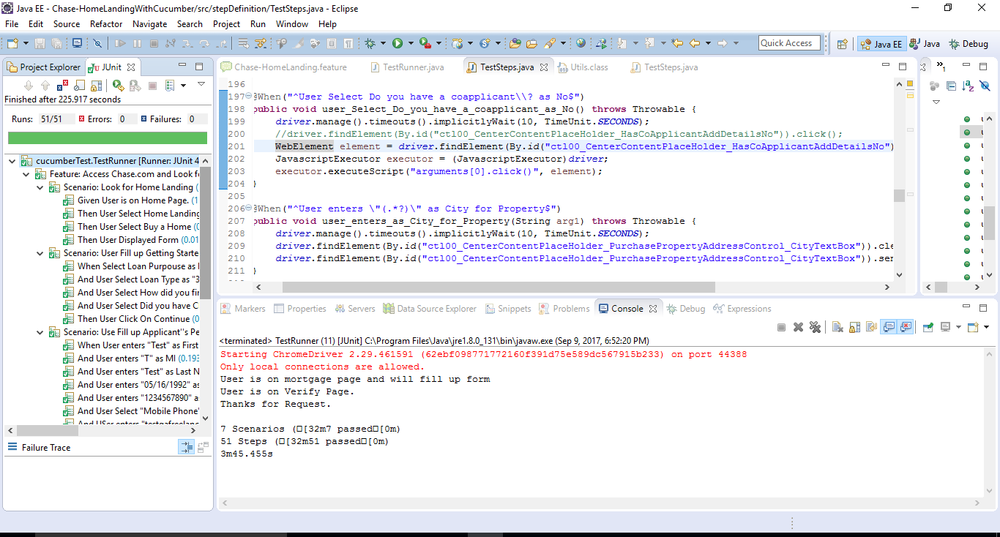 Java EE - Chase-HomeLandingWithCucumber/src/stepDefinition/TestSteps.java - Eclipse
File Edit Source Refactor Navigate Search Project Run Window Help
Quick Access
Java EE Java Debug
Project Explorer JUnit
Finished after 225.917 seconds
Runs: 51/51 Errors: 0 Failures: 0
cucumberTest.TestRunner [Runner: JUnit 4
Feature: Access Chase.com and Look f
Scenario: Look for Home Landing (
Given User is on Home Page. (1
Then User Select Home Landing
Then User Select Buy a Home (0
Then User Displayed Form (0.01
Scenario: User Fill up Getting Starte
When Select Loan Purpouse as
And User Select Loan Type as "3
And User Select How did you fi
And User Select Did you have C
Then User Click On Continue (0
Scenario: Use Fill up Applicant''s Pe
When User enters "Test" as First
And User enters "T" as MI (0.193
And User enters "Test" as Last N
And User enters "05/16/1992" as
And User enters "1234567890" a
And User Select "Mobile Phone"
And USer enters "testqafreelanc
Failure Trace
Chase-HomeLanding.feature TestRunner.java TestSteps.java Utils.class TestSteps.java
196
197 @When("^User Select Do you have a coapplicant\\? as No$")
198 public void user_Select_Do_you_have_a_coapplicant_as_No() throws Throwable {
199 driver.manage().timeouts().implicitlyWait(10, TimeUnit.SECONDS);
200 //driver.findElement(By.id("ctl00_CenterContentPlaceHolder_HasCoApplicantAddDetailsNo")).click();
201 WebElement element = driver.findElement(By.id("ctl00_CenterContentPlaceHolder_HasCoApplicantAddDetailsNo")
202 JavascriptExecutor executor = (JavascriptExecutor)driver;
203 executor.executeScript("arguments[0].click()", element);
204 }
205
206 @When("^User enters \"(.*?)\" as City for Property$")
207 public void user_enters_as_City_for_Property(String arg1) throws Throwable {
208 driver.manage().timeouts().implicitlyWait(10, TimeUnit.SECONDS);
209 driver.findElement(By.id("ctl00_CenterContentPlaceHolder_PurchasePropertyAddressControl_CityTextBox")).cle
210 driver.findElement(By.id("ctl00_CenterContentPlaceHolder_PurchasePropertyAddressControl_CityTextBox")).ser
211 }
Markers Properties Servers Data Source Explorer Snippets Problems Console Debug Expressions
<terminated> TestRunner (11) [JUnit] C:\Program Files\Java\jre1.8.0_131\bin\javaw.exe (Sep 9, 2017, 6:52:20 PM)
Starting ChromeDriver 2.29.461591 (62ebf098771772160f391d75e589dc567915b233) on port 44388
Only local connections are allowed.
User is on mortgage page and will fill up form
User is on Verify Page.
Thanks for Request.
7 Scenarios (□[32m7 passed□[0m)
51 Steps (□[32m51 passed□[0m)
3m45.455s